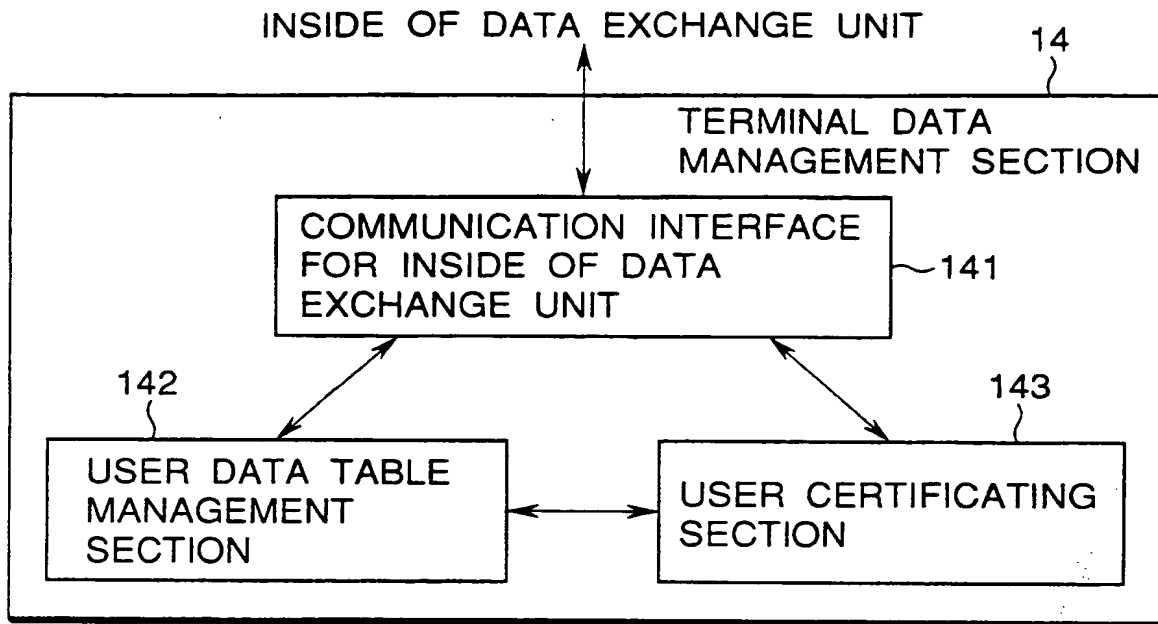 INSIDE OF DATA EXCHANGE UNIT
14
TERMINAL DATA
MANAGEMENT SECTION
COMMUNICATION INTERFACE
FOR INSIDE OF DATA
EXCHANGE UNIT
141
142
143
USER DATA TABLE
MANAGEMENT
SECTION
USER CERTIFICATING
SECTION